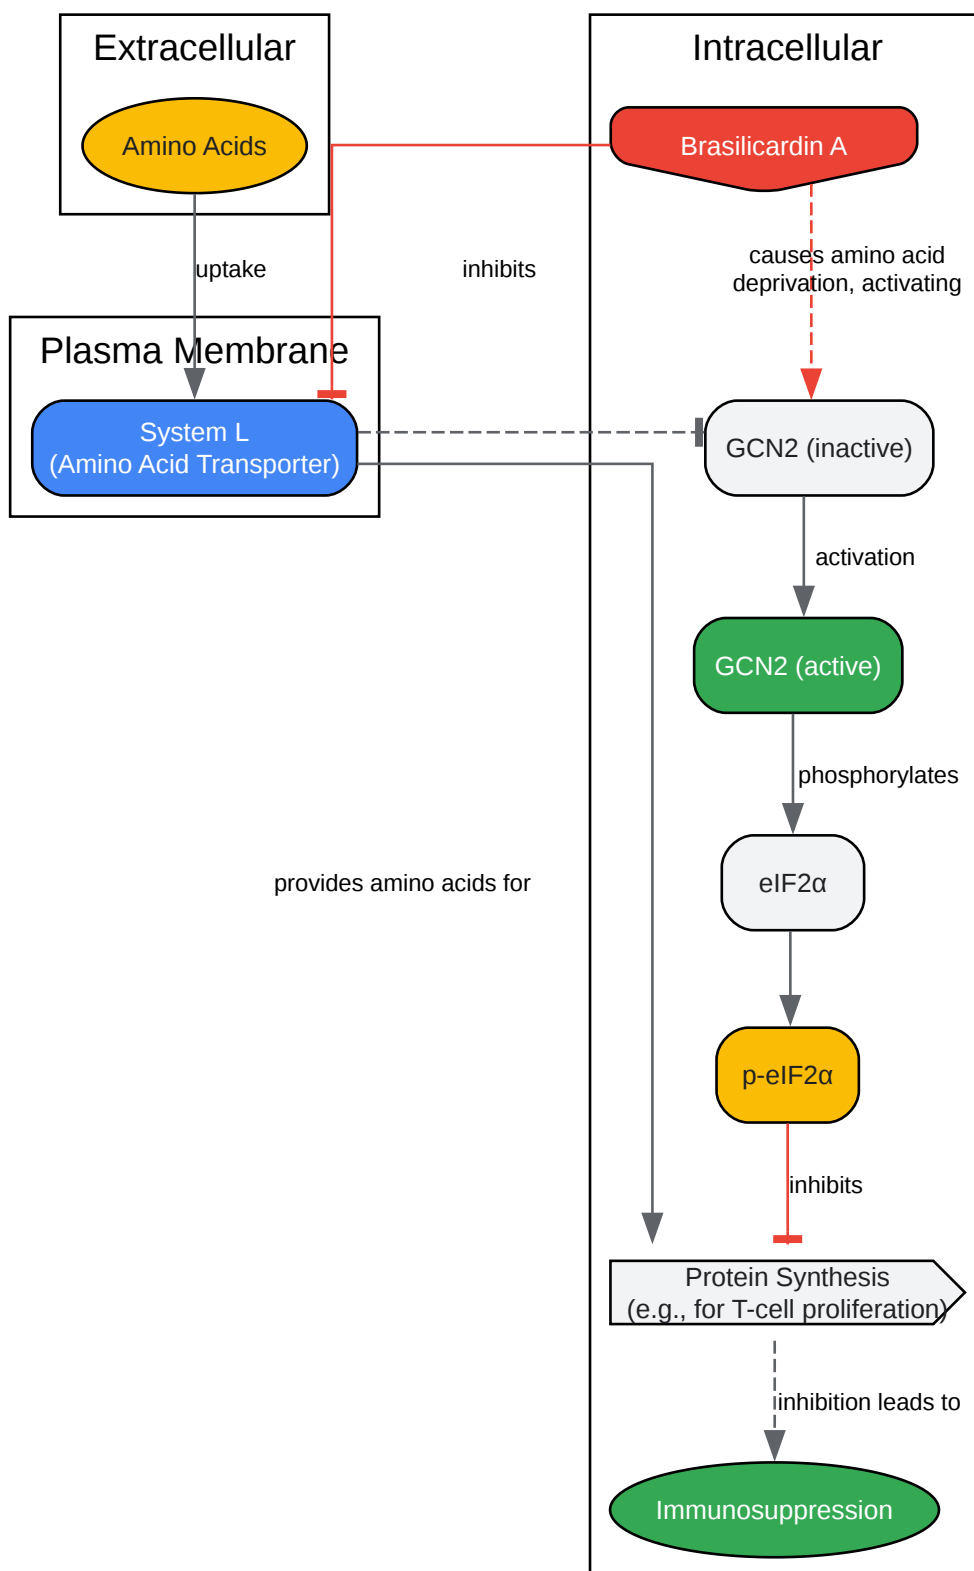 Extracellular
Intracellular
Amino Acids
Brasilicardin A
uptake
inhibits
causes amino acid
deprivation, activating
Plasma Membrane
System L
(Amino Acid Transporter)
GCN2 (inactive)
activation
GCN2 (active)
phosphorylates
eIF2α
provides amino acids for
p-eIF2α
inhibits
Protein Synthesis
(e.g., for T-cell proliferation)
inhibition leads to
Immunosuppression